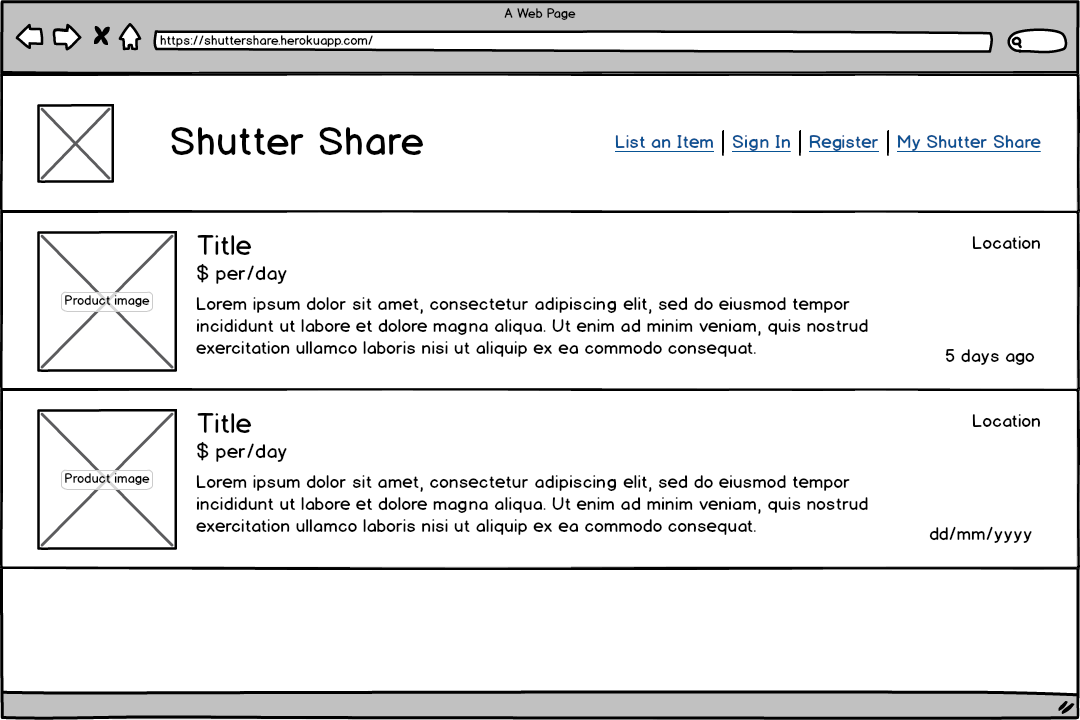 A Web Page
https://shuttershare.herokuapp.com/
Shutter Share
List an Item | Sign In | Register | My Shutter Share
Product image
Title
$ per/day
Lorem ipsum dolor sit amet, consectetur adipiscing elit, sed do eiusmod tempor
incididunt ut labore et dolore magna aliqua. Ut enim ad minim veniam, quis nostrud
exercitation ullamco laboris nisi ut aliquip ex ea commodo consequat.
Location
5 days ago
Product image
Title
$ per/day
Lorem ipsum dolor sit amet, consectetur adipiscing elit, sed do eiusmod tempor
incididunt ut labore et dolore magna aliqua. Ut enim ad minim veniam, quis nostrud
exercitation ullamco laboris nisi ut aliquip ex ea commodo consequat.
Location
dd/mm/yyyy